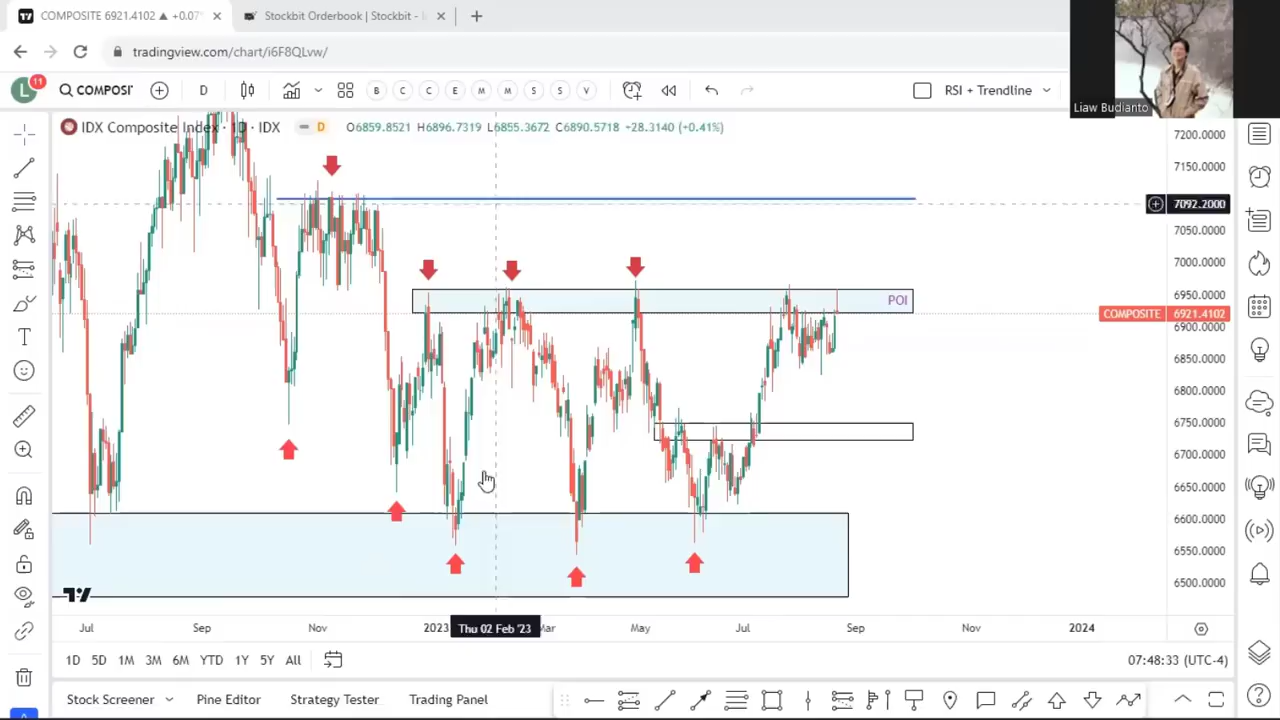 COMPOSITE 6921.4102 ▲ +0.07
Stockbit Orderbook | Stockbit -
tradingview.com/chart/i6F8QLvw/
L 11 COMPOSIT D B C C E M M S S V RSI + Trendline
Liaw Budianto
IDX Composite Index · 1D · IDX D O6859.8521 H6896.7319 L6855.3672 C6890.5718 +28.3140 (+0.41%)
7200.0000
7150.0000
7092.2000
7050.0000
7000.0000
6950.0000
POI
COMPOSITE 6921.4102
6900.0000
6850.0000
6800.0000
6750.0000
6700.0000
6650.0000
6600.0000
6550.0000
6500.0000
Jul Sep Nov 2023 Thu 02 Feb '23 Mar May Jul Sep Nov 2024
1D 5D 1M 3M 6M YTD 1Y 5Y All 07:48:33 (UTC-4)
Stock Screener Pine Editor Strategy Tester Trading Panel